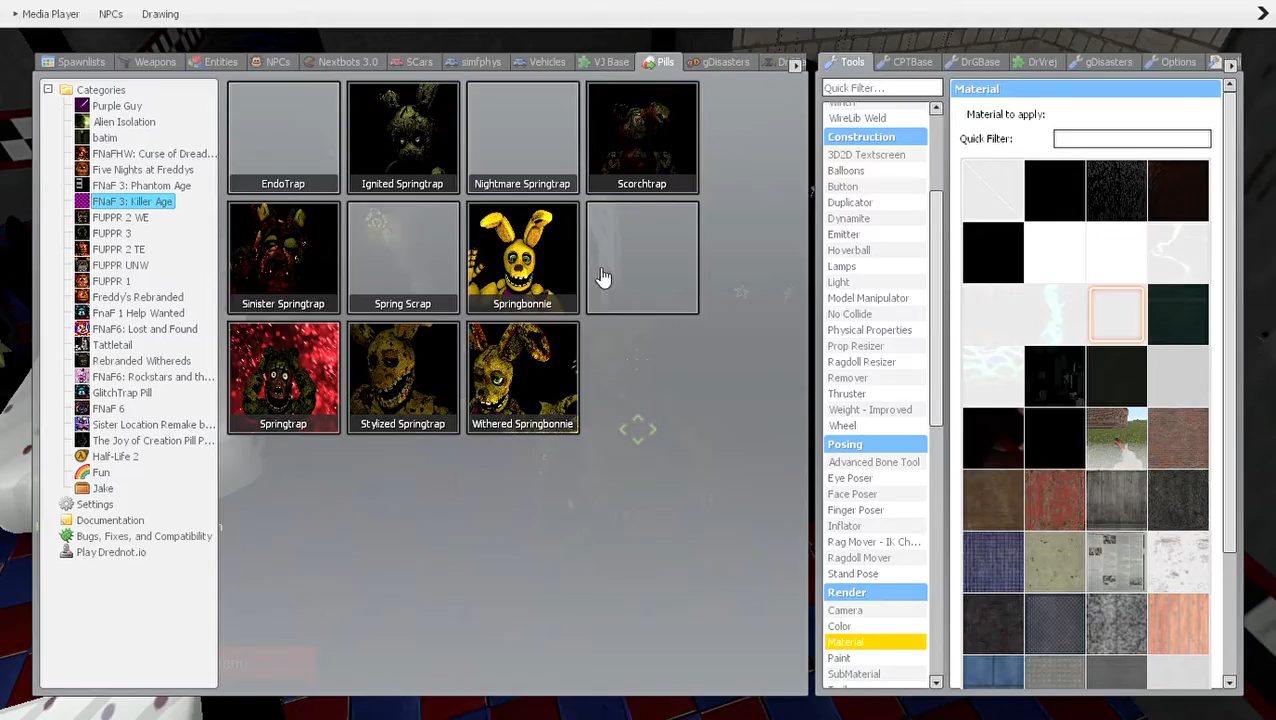 Media Player NPCs Drawing
Spawnlists Weapons Entities NPCs Nextbots 3.0 SCars simfphys Vehicles VJ Base Pills gDisasters
Categories
Purple Guy
Alien Isolation
batim
FNaFHW: Curse of Dread...
Five Nights at Freddys
FNaF 3: Phantom Age
FNaF 3: Killer Age
FUPPR 2 WE
FUPPR 3
FUPPR 2 TE
FUPPR UNW
FUPPR 1
Freddy's Rebranded
FnaF 1 Help Wanted
FNaF6: Lost and Found
Tattletail
Rebranded Withereds
FNaF6: Rockstars and th...
GlitchTrap Pill
FNaF 6
Sister Location Remake b...
The Joy of Creation Pill P...
Half-Life 2
Fun
Jake
Settings
Documentation
Bugs, Fixes, and Compatibility
Play Drednot.io
EndoTrap Ignited Springtrap Nightmare Springtrap Scorchtrap
Sinister Springtrap Spring Scrap Springbonnie
Springtrap Stylized Springtrap Withered Springbonnie
Tools CPTBase DrGBase DrVrej gDisasters Options
Quick Filter...
Winch
WireLib Weld
Construction
3D2D Textscreen
Balloons
Button
Duplicator
Dynamite
Emitter
Hoverball
Lamps
Light
Model Manipulator
No Collide
Physical Properties
Prop Resizer
Ragdoll Resizer
Remover
Thruster
Weight - Improved
Wheel
Posing
Advanced Bone Tool
Eye Poser
Face Poser
Finger Poser
Inflator
Rag Mover - IK Ch...
Ragdoll Mover
Stand Pose
Render
Camera
Color
Material
Paint
SubMaterial
Material
Material to apply:
Quick Filter: